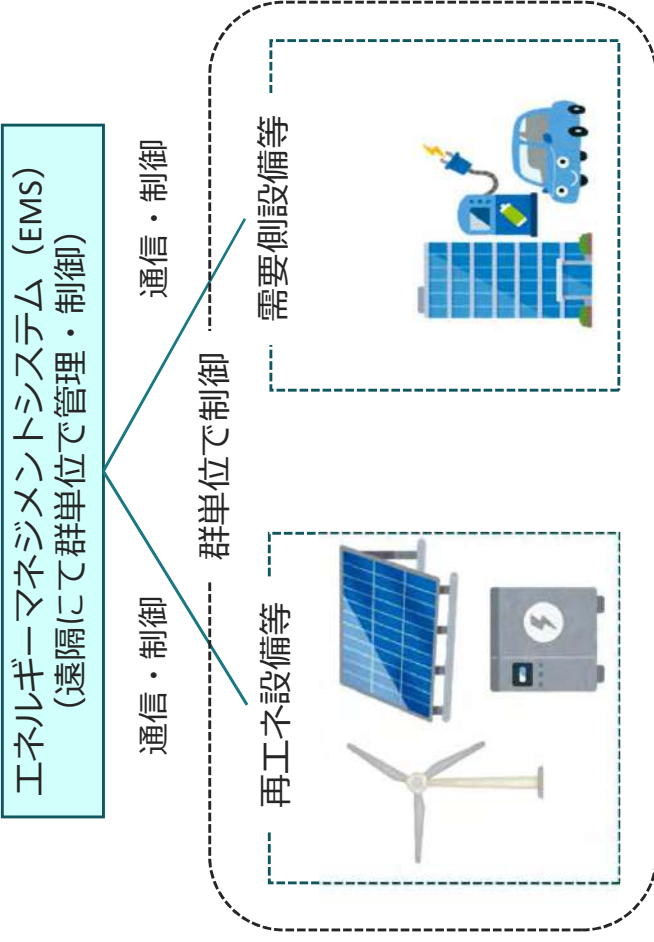 エネルギーマネジメントシステム（EMS）
（遠隔にて群単位で管理・制御）
通信・制御
通信・制御
群単位で制御
再エネ設備等
需要側設備等